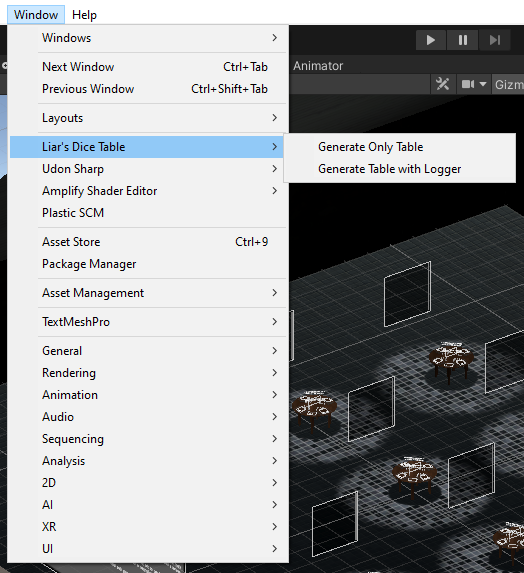 Window Help
Windows
Next Window Ctrl+Tab
Previous Window Ctrl+Shift+Tab
Layouts
Liar's Dice Table
Udon Sharp
Amplify Shader Editor
Plastic SCM
Asset Store Ctrl+9
Package Manager
Asset Management
TextMeshPro
General
Rendering
Animation
Audio
Sequencing
Analysis
2D
AI
XR
UI
Generate Only Table
Generate Table with Logger
Animator
Gizm